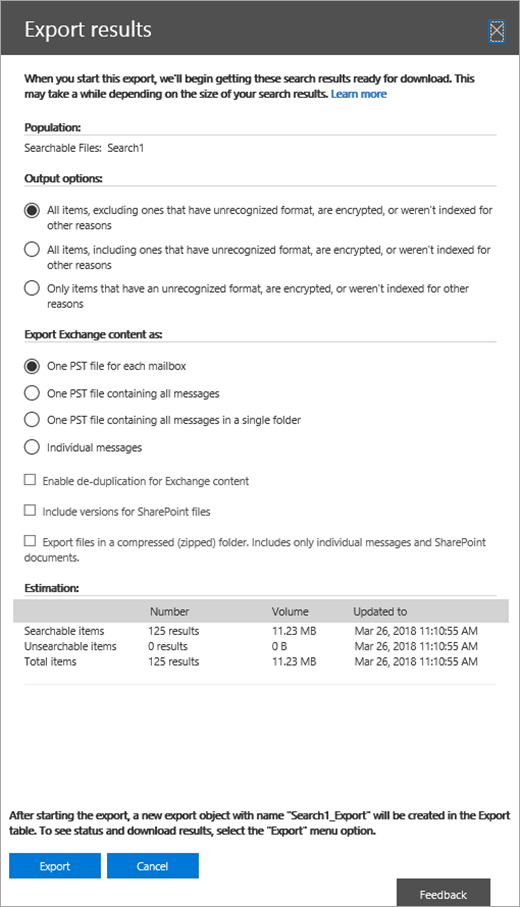 Export results
When you start this export, we'll begin getting these search results ready for download. This
may take a while depending on the size of your search results. Learn more
Population:
Searchable Files: Search1
Output options:
All items, excluding ones that have unrecognized format, are encrypted, or weren't indexed for
other reasons
All items, including ones that have unrecognized format, are encrypted, or weren't indexed for
other reasons
Only items that have an unrecognized format, are encrypted, or weren't indexed for other
reasons
Export Exchange content as:
One PST file for each mailbox
One PST file containing all messages
One PST file containing all messages in a single folder
Individual messages
Enable de-duplication for Exchange content
Include versions for SharePoint files
Export files in a compressed (zipped) folder. Includes only individual messages and SharePoint
documents.
Estimation:
Number Volume Updated to
Searchable items 125 results 11.23 MB Mar 26, 2018 11:10:55 AM
Unsearchable items 0 results 0 B Mar 26, 2018 11:10:55 AM
Total items 125 results 11.23 MB Mar 26, 2018 11:10:55 AM
After starting the export, a new export object with name "Search1_Export" will be created in the Export
table. To see status and download results, select the "Export" menu option.
Export Cancel
Feedback